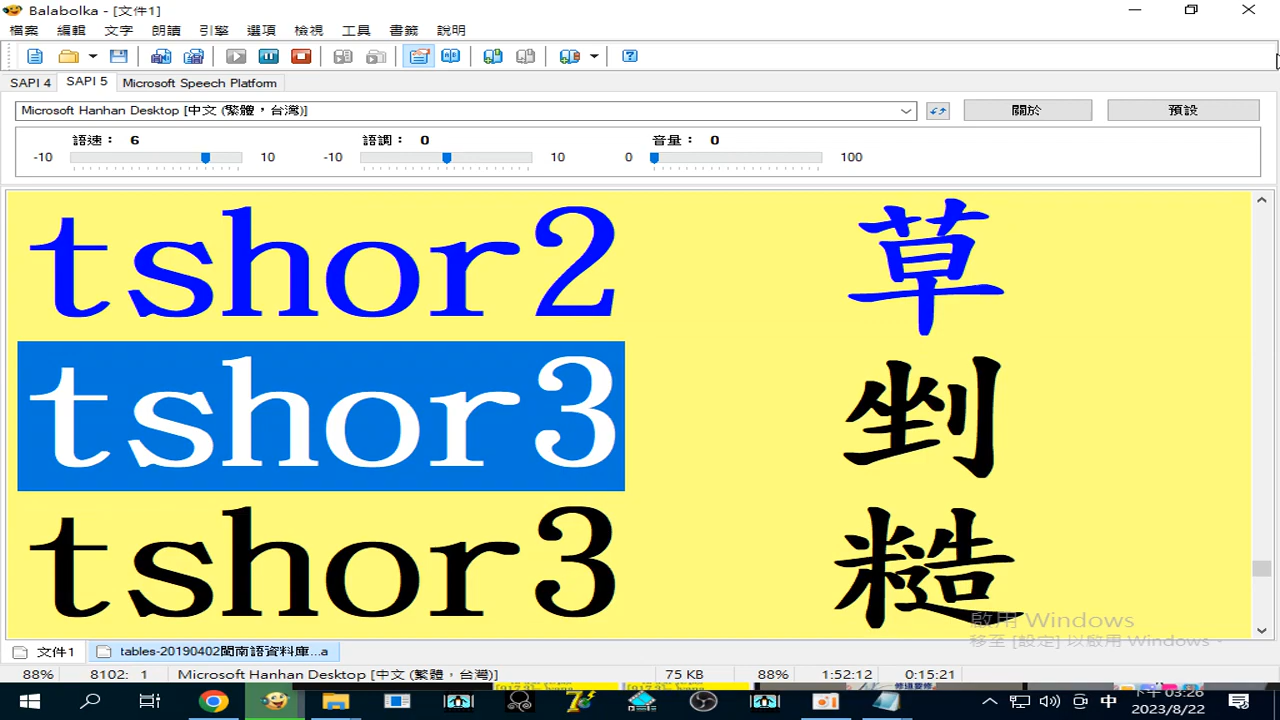 Balabolka - [文件1]
檔案 編輯 文字 朗讀 引擎 選項 檢視 工具 書籤 說明
SAPI 4 SAPI 5 Microsoft Speech Platform
Microsoft Hanhan Desktop [中文 (繁體，台灣)] 關於 預設
語速： 6 語調： 0 音量： 0
-10 10 -10 10 0 100
tshor2 草
tshor3 剉
tshor3 糙
啟用 Windows
移至 [設定] 以啟用 Windows。
文件1 tables-20190402閩南語資料庫...a
88% 8102: 1 Microsoft Hanhan Desktop [中文 (繁體，台灣)] 75 KB 88% 1:52:12 0:15:21
中 下午 03:26
2023/8/22